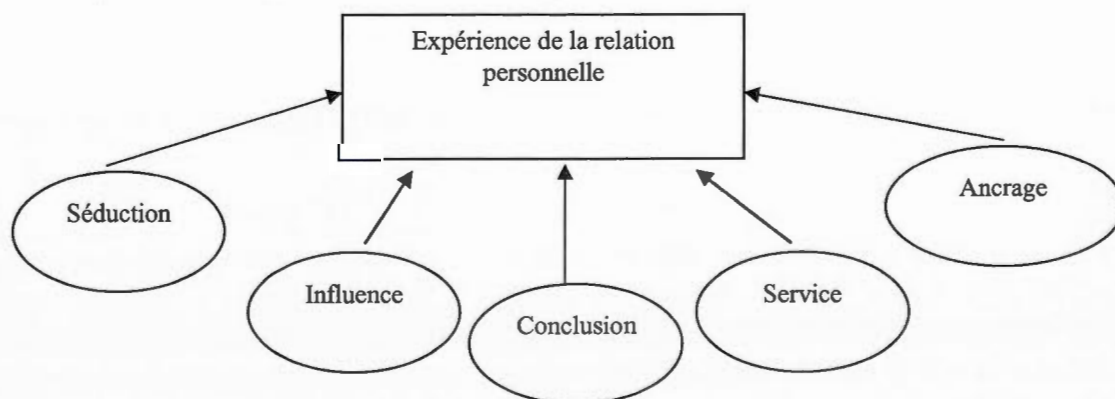 Expérience de la relation
personnelle
Séduction
Influence
Conclusion
Service
Ancrage